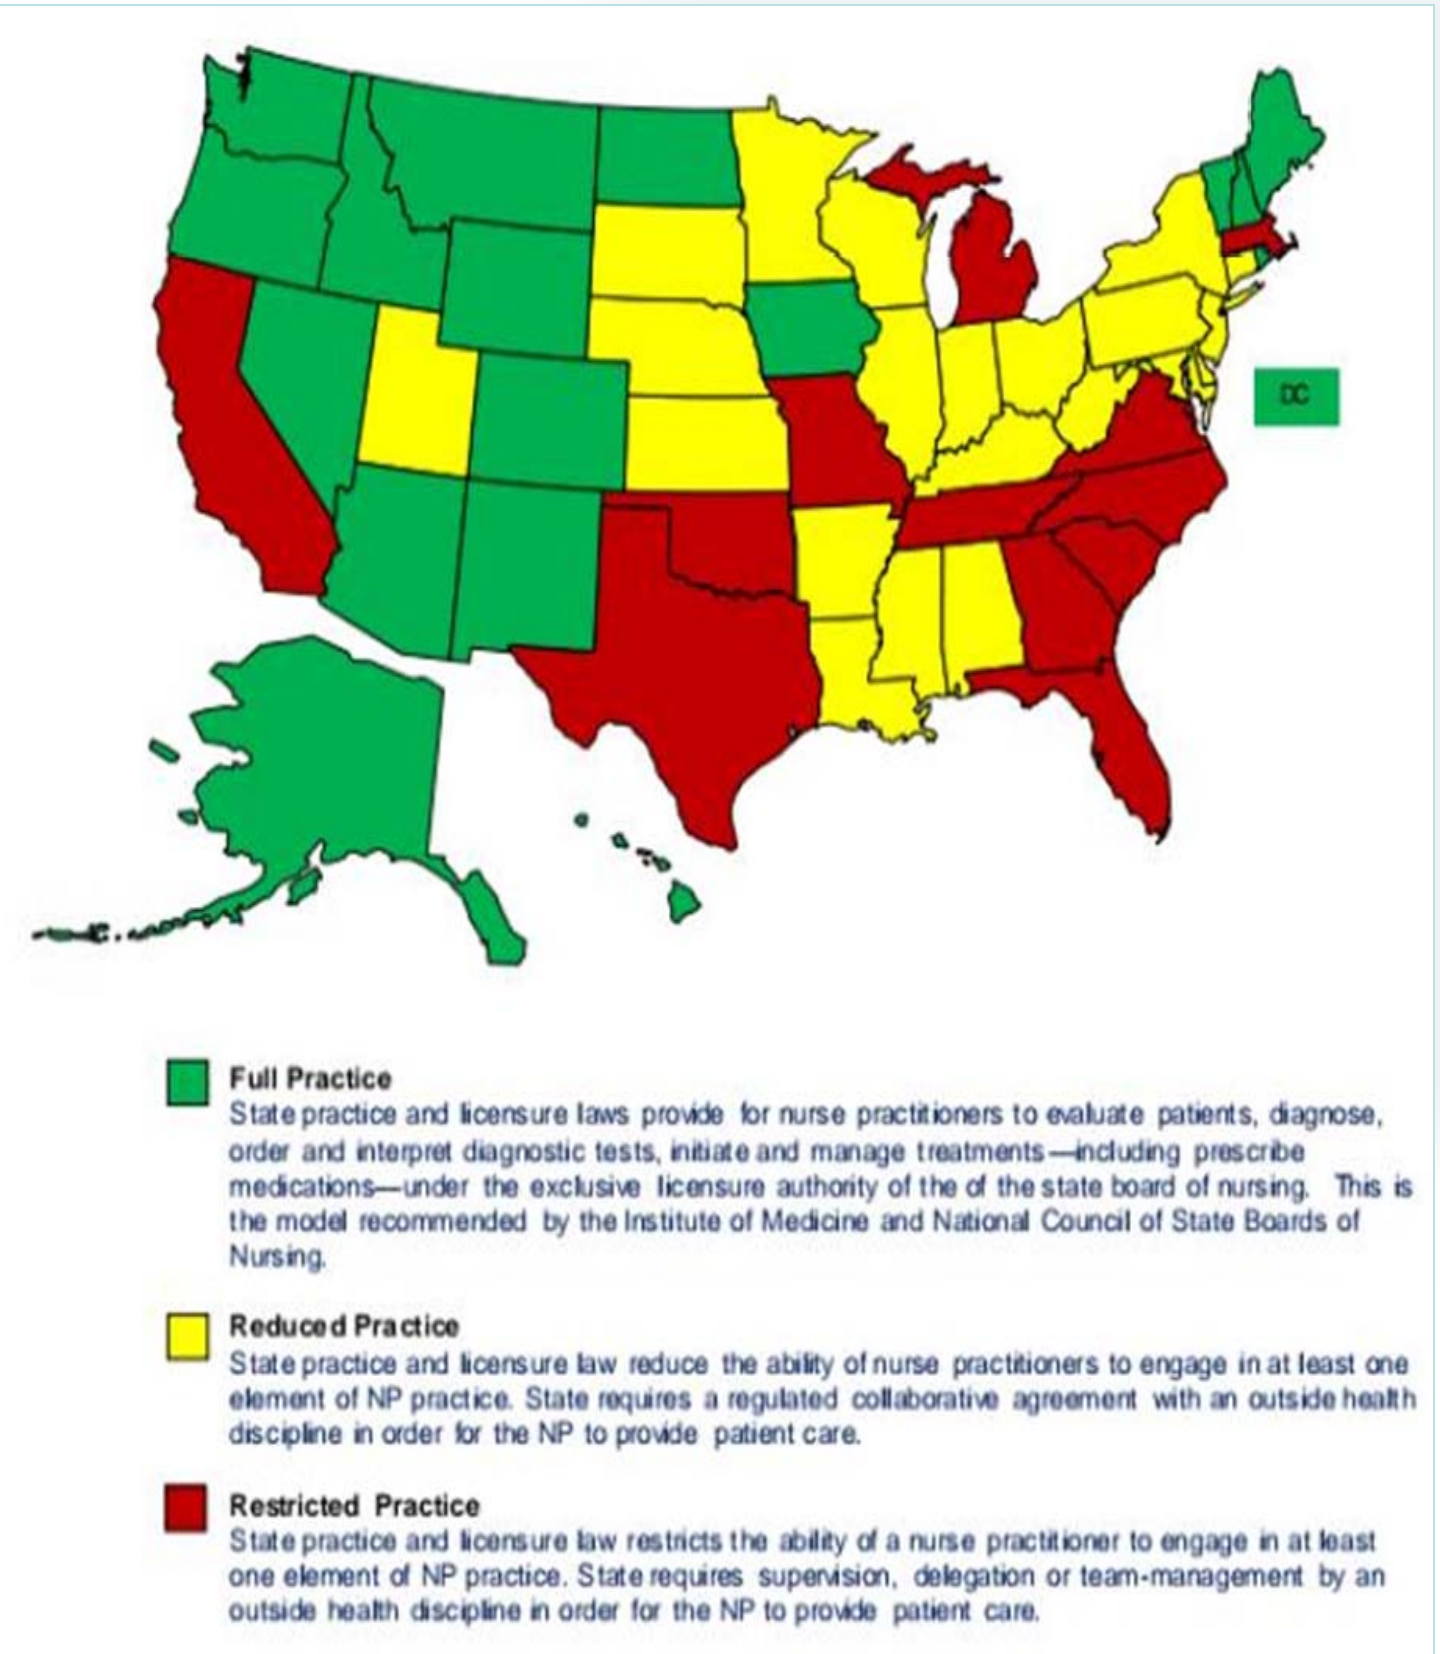 DC
Full Practice
State practice and licensure laws provide for nurse practitioners to evaluate patients, diagnose,
order and interpret diagnostic tests, initiate and manage treatments—including prescribe
medications—under the exclusive licensure authority of the of the state board of nursing. This is
the model recommended by the Institute of Medicine and National Council of State Boards of
Nursing.
Reduced Practice
State practice and licensure law reduce the ability of nurse practitioners to engage in at least one
element of NP practice. State requires a regulated collaborative agreement with an outside health
discipline in order for the NP to provide patient care.
Restricted Practice
State practice and licensure law restricts the ability of a nurse practitioner to engage in at least
one element of NP practice. State requires supervision, delegation or team-management by an
outside health discipline in order for the NP to provide patient care.